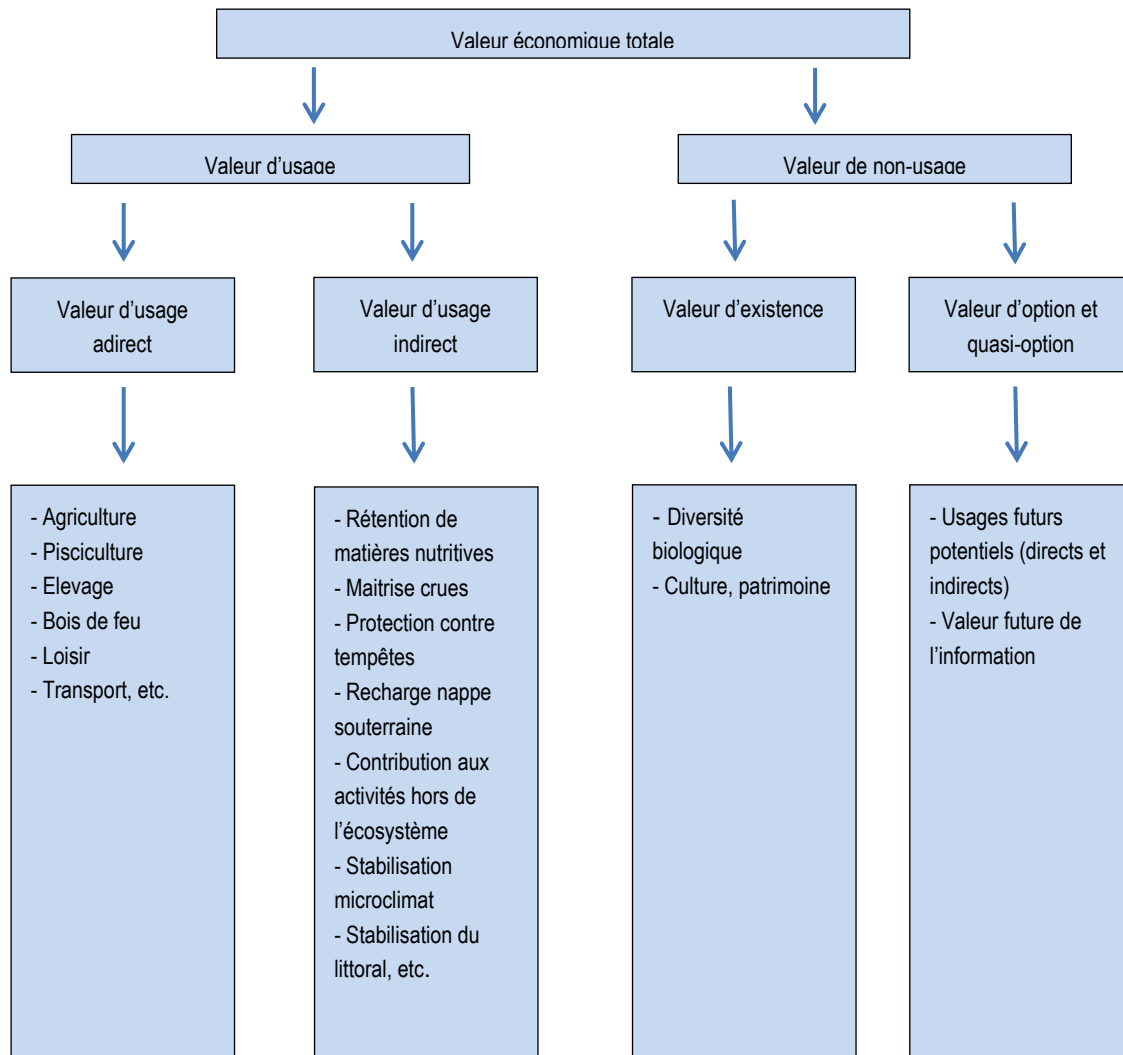 Valeur économique totale
Valeur d’usage
Valeur de non-usage
Valeur d’usage
adirect
Valeur d’usage
indirect
Valeur d’existence
Valeur d’option et
quasi-option
- Agriculture
- Pisciculture
- Elevage
- Bois de feu
- Loisir
- Transport, etc.
- Rétention de
matières nutritives
- Maitrise crues
- Protection contre
tempêtes
- Recharge nappe
souterraine
- Contribution aux
activités hors de
l’écosystème
- Stabilisation
microclimat
- Stabilisation du
littoral, etc.
- Diversité
biologique
- Culture, patrimoine
- Usages futurs
potentiels (directs et
indirects)
- Valeur future de
l’information